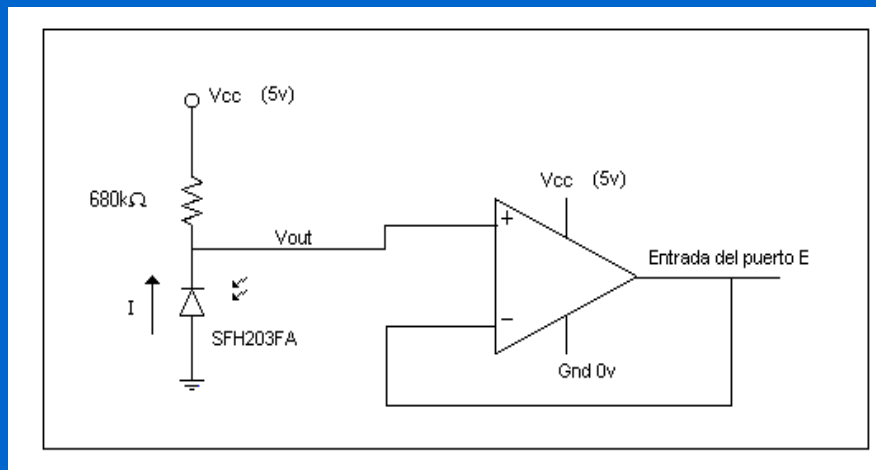 Vcc (5v)
680kΩ
Vout
I
SFH203FA
Vcc (5v)
+
−
Gnd 0v
Entrada del puerto E